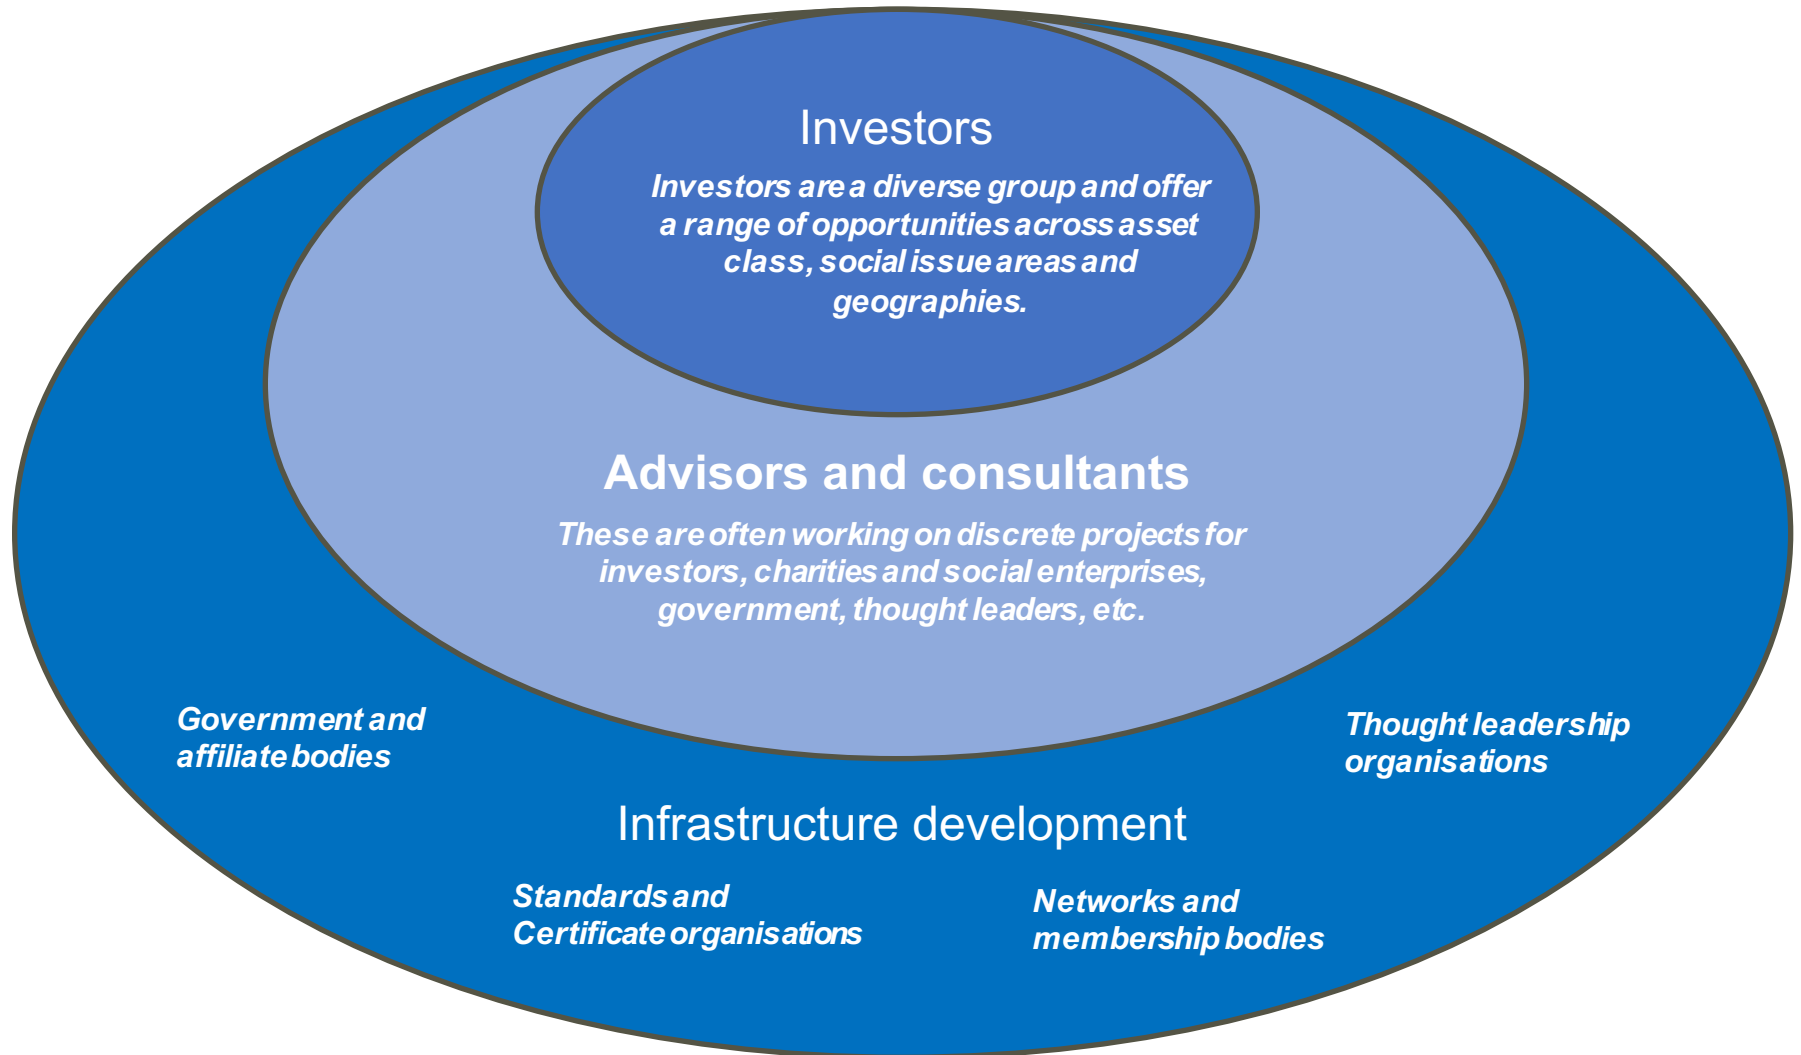 Investors
Investors are a diverse group and offer
a range of opportunities across asset
class, social issue areas and
geographies.
Advisors and consultants
These are often working on discrete projects for
investors, charities and social enterprises,
government, thought leaders, etc.
Government and
affiliate bodies
Thought leadership
organisations
Infrastructure development
Standards and
Certificate organisations
Networks and
membership bodies